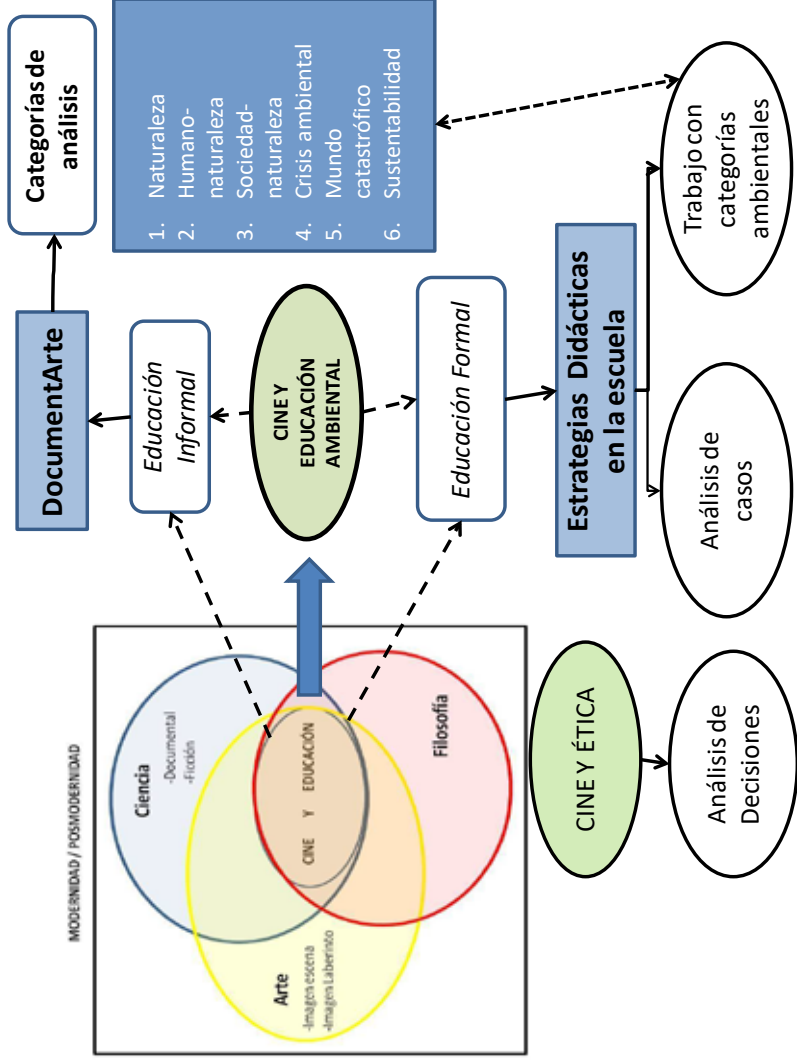 MODERNIDAD / POSMODERNIDAD
Ciencia
-Documental
-Ficción
Arte
-Imagen escena
-Imagen Laberinto
CINE Y EDUCACIÓN
Filosofía
DocumentArte
Categorías de
análisis
Educación
Informal
1. Naturaleza
2. Humano-
naturaleza
3. Sociedad-
naturaleza
4. Crisis ambiental
5. Mundo
catastrófico
6. Sustentabilidad
CINE Y
EDUCACIÓN
AMBIENTAL
Educación Formal
Estrategias Didácticas
en la escuela
CINE Y ÉTICA
Análisis de
Decisiones
Análisis de
casos
Trabajo con
categorías
ambientales